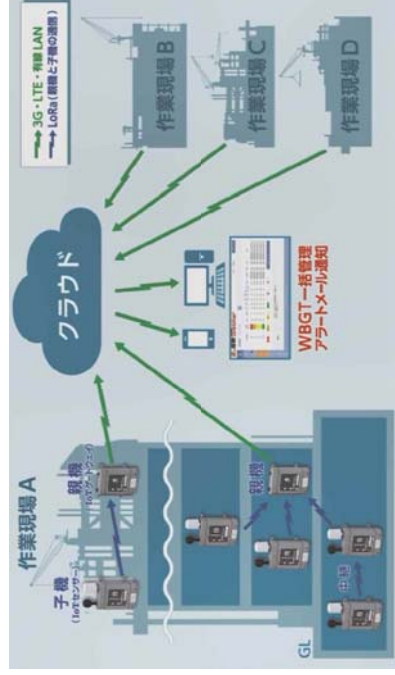 3G・LTE・有線LAN
LoRa(親機と子機の通信)
作業現場A
子機
(IoTセンサー)
親機
(IoTゲートウェイ)
クラウド
作業現場B
作業現場C
作業現場D
親機
中継
GL
WBGT一括管理
アラートメール通知